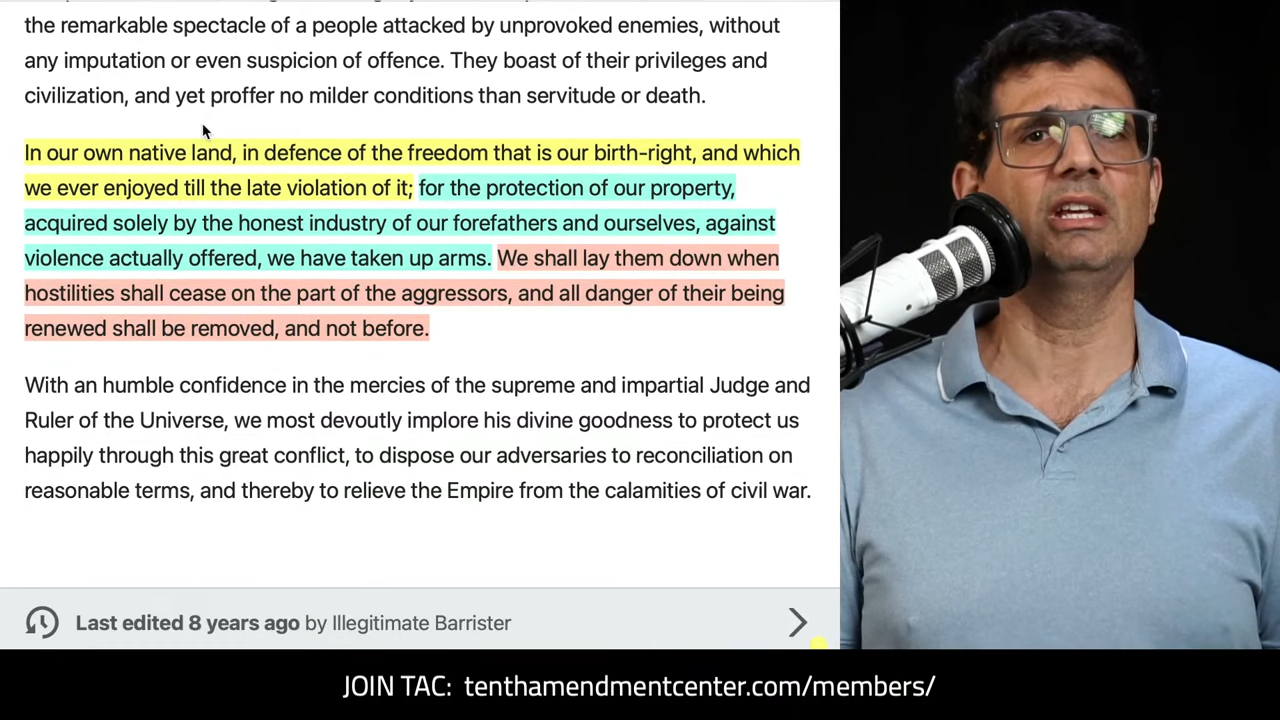 the remarkable spectacle of a people attacked by unprovoked enemies, without
any imputation or even suspicion of offence. They boast of their privileges and
civilization, and yet proffer no milder conditions than servitude or death.
In our own native land, in defence of the freedom that is our birth-right, and which
we ever enjoyed till the late violation of it; for the protection of our property,
acquired solely by the honest industry of our forefathers and ourselves, against
violence actually offered, we have taken up arms. We shall lay them down when
hostilities shall cease on the part of the aggressors, and all danger of their being
renewed shall be removed, and not before.
With an humble confidence in the mercies of the supreme and impartial Judge and
Ruler of the Universe, we most devoutly implore his divine goodness to protect us
happily through this great conflict, to dispose our adversaries to reconciliation on
reasonable terms, and thereby to relieve the Empire from the calamities of civil war.
Last edited 8 years ago by Illegitimate Barrister
JOIN TAC: tenthamendmentcenter.com/members/